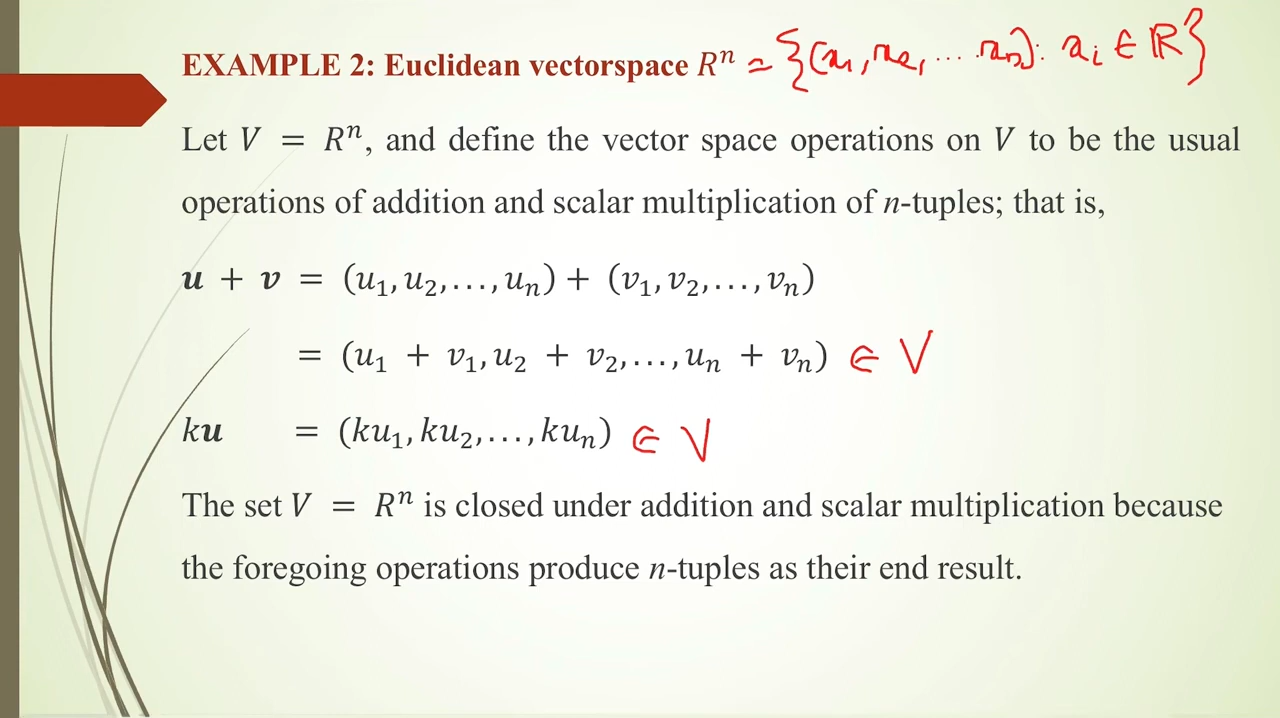 EXAMPLE 2: Euclidean vectorspace Rⁿ = {(x₁, x₂, ... xₙ): xᵢ ∈ ℝ}
Let V = Rⁿ, and define the vector space operations on V to be the usual
operations of addition and scalar multiplication of n-tuples; that is,
u + v = (u₁, u₂, . . . , uₙ) + (v₁, v₂, . . . , vₙ)
= (u₁ + v₁, u₂ + v₂, . . . , uₙ + vₙ) ∈ V
ku = (ku₁, ku₂, . . . , kuₙ) ∈ V
The set V = Rⁿ is closed under addition and scalar multiplication because
the foregoing operations produce n-tuples as their end result.